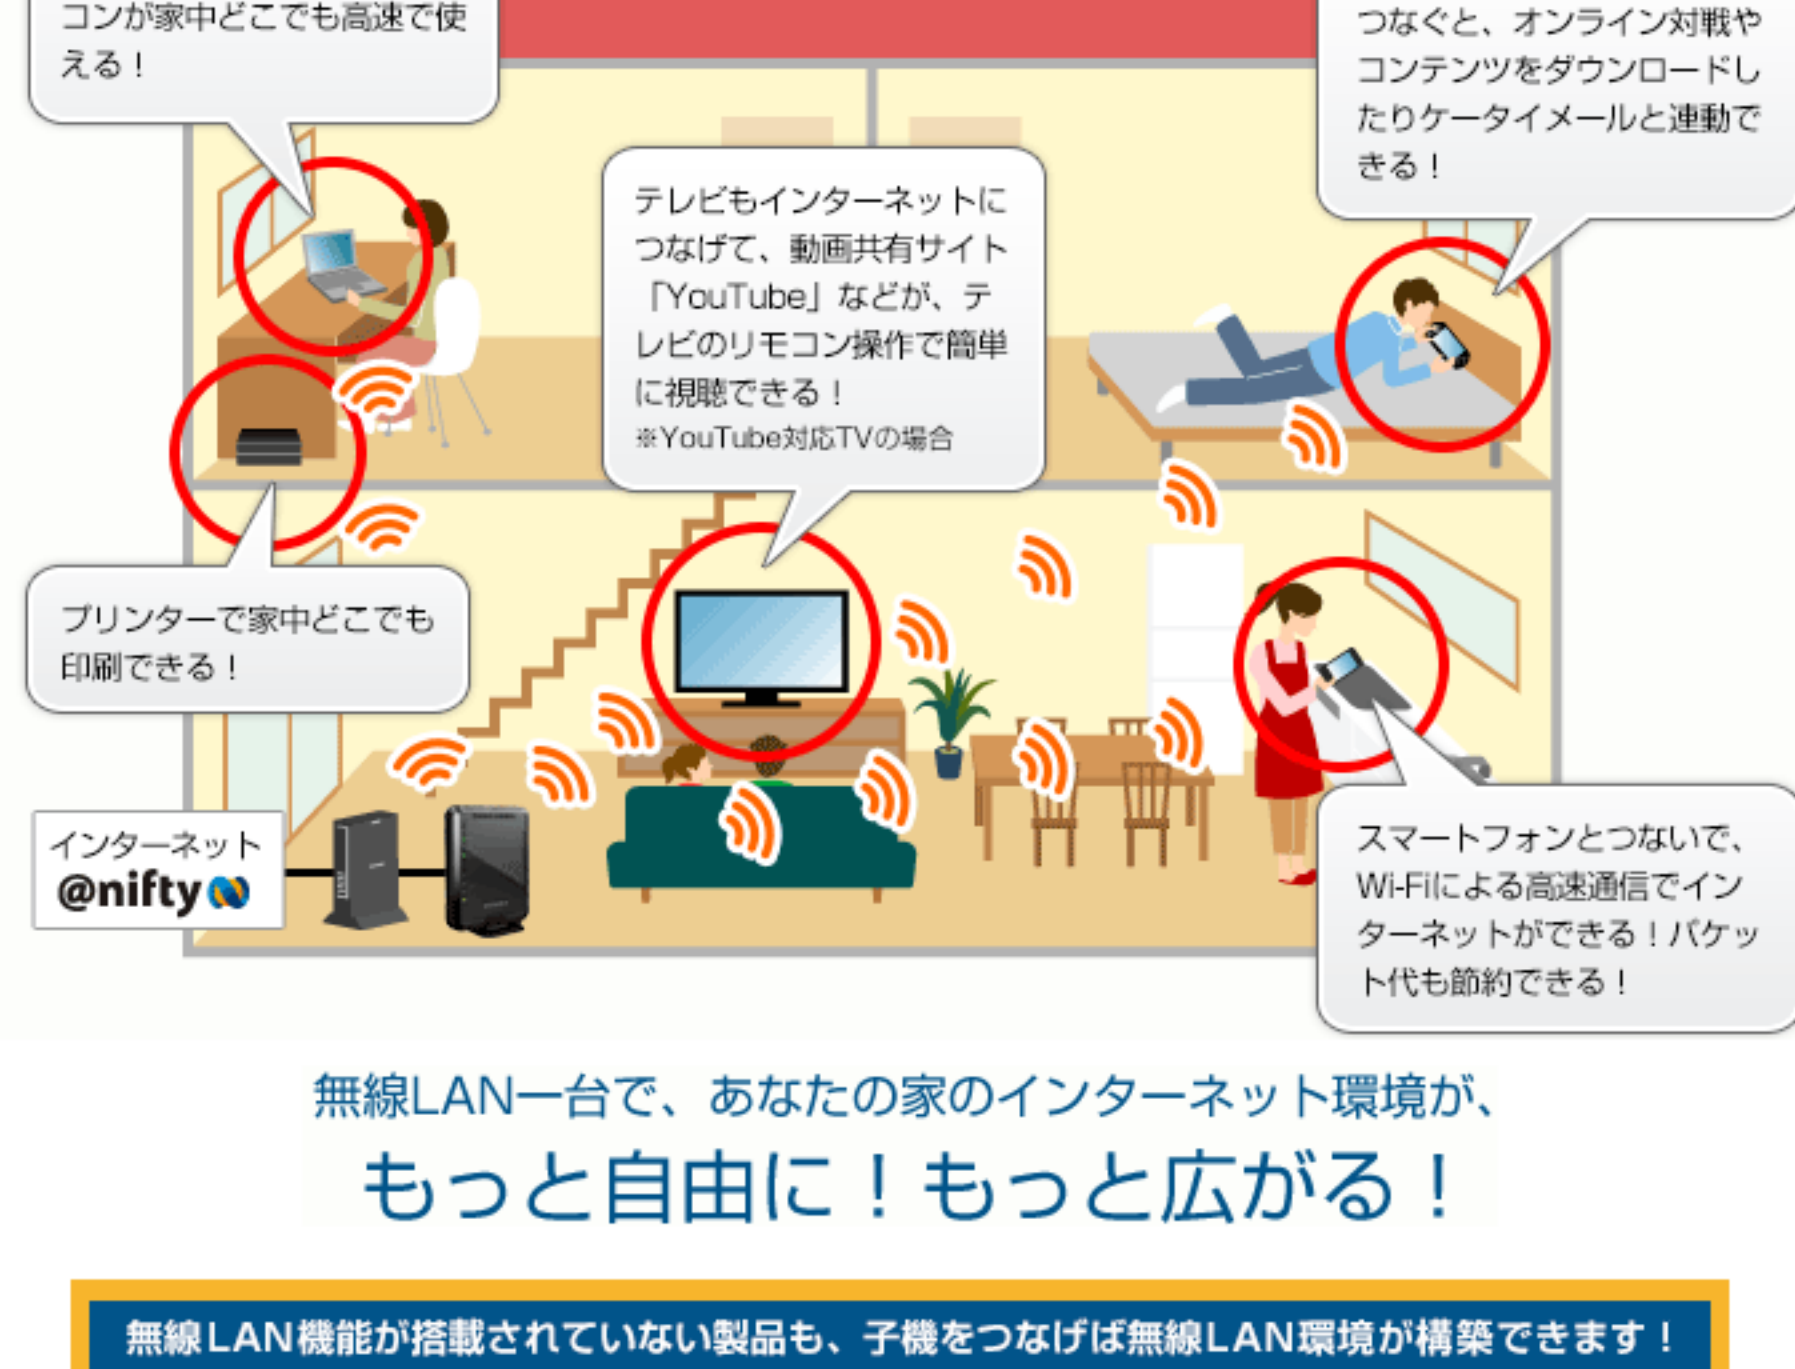 コンが家中どこでも高速で使
える！
つなぐと、オンライン対戦や
コンテンツをダウンロードし
たりケータイメールと連動で
きる！
テレビもインターネットに
つなげて、動画共有サイト
「YouTube」などが、テ
レビのリモコン操作で簡単
に視聴できる！
※YouTube対応TVの場合
プリンターで家中どこでも
印刷できる！
インターネット
@nifty
スマートフォンとつないで、
Wi-Fiによる高速通信でイン
ターネットができる！パケッ
ト代も節約できる！
無線LAN一台で、あなたの家のインターネット環境が、
もっと自由に！もっと広がる！
無線LAN機能が搭載されていない製品も、子機をつなげば無線LAN環境が構築できます！